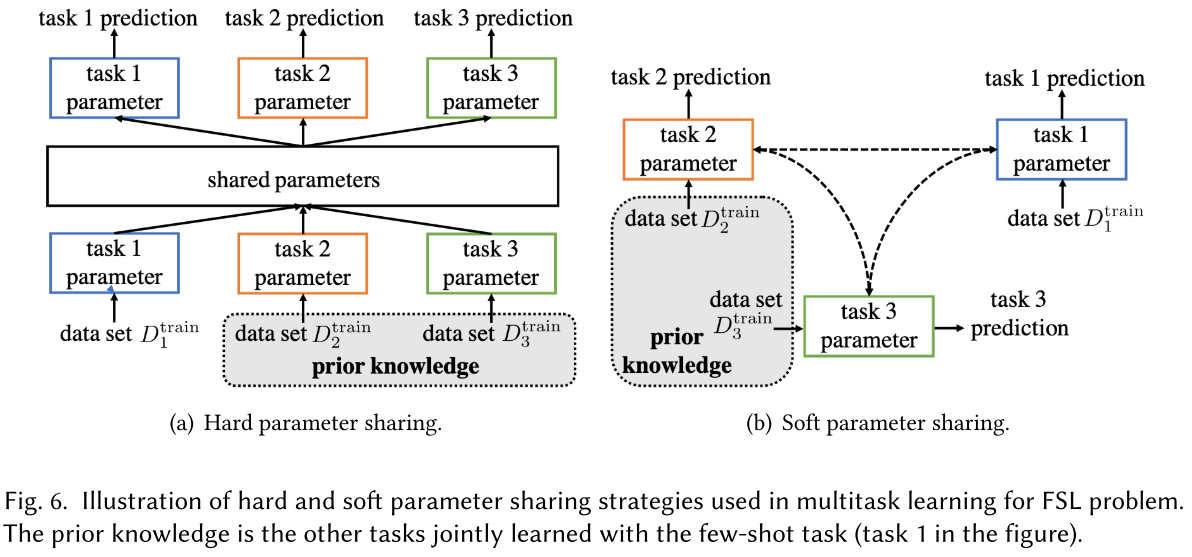 task 1 prediction task 2 prediction task 3 prediction
task 1
parameter
task 2
parameter
task 3
parameter
shared parameters
task 1
parameter
task 2
parameter
task 3
parameter
data set D_1^train
data set D_2^train
data set D_3^train
prior knowledge
(a) Hard parameter sharing.
task 2 prediction
task 1 prediction
task 2
parameter
task 1
parameter
data set D_2^train
data set D_1^train
data set
D_3^train
prior
knowledge
task 3
parameter
task 3
prediction
(b) Soft parameter sharing.
Fig. 6. Illustration of hard and soft parameter sharing strategies used in multitask learning for FSL problem.
The prior knowledge is the other tasks jointly learned with the few-shot task (task 1 in the figure).